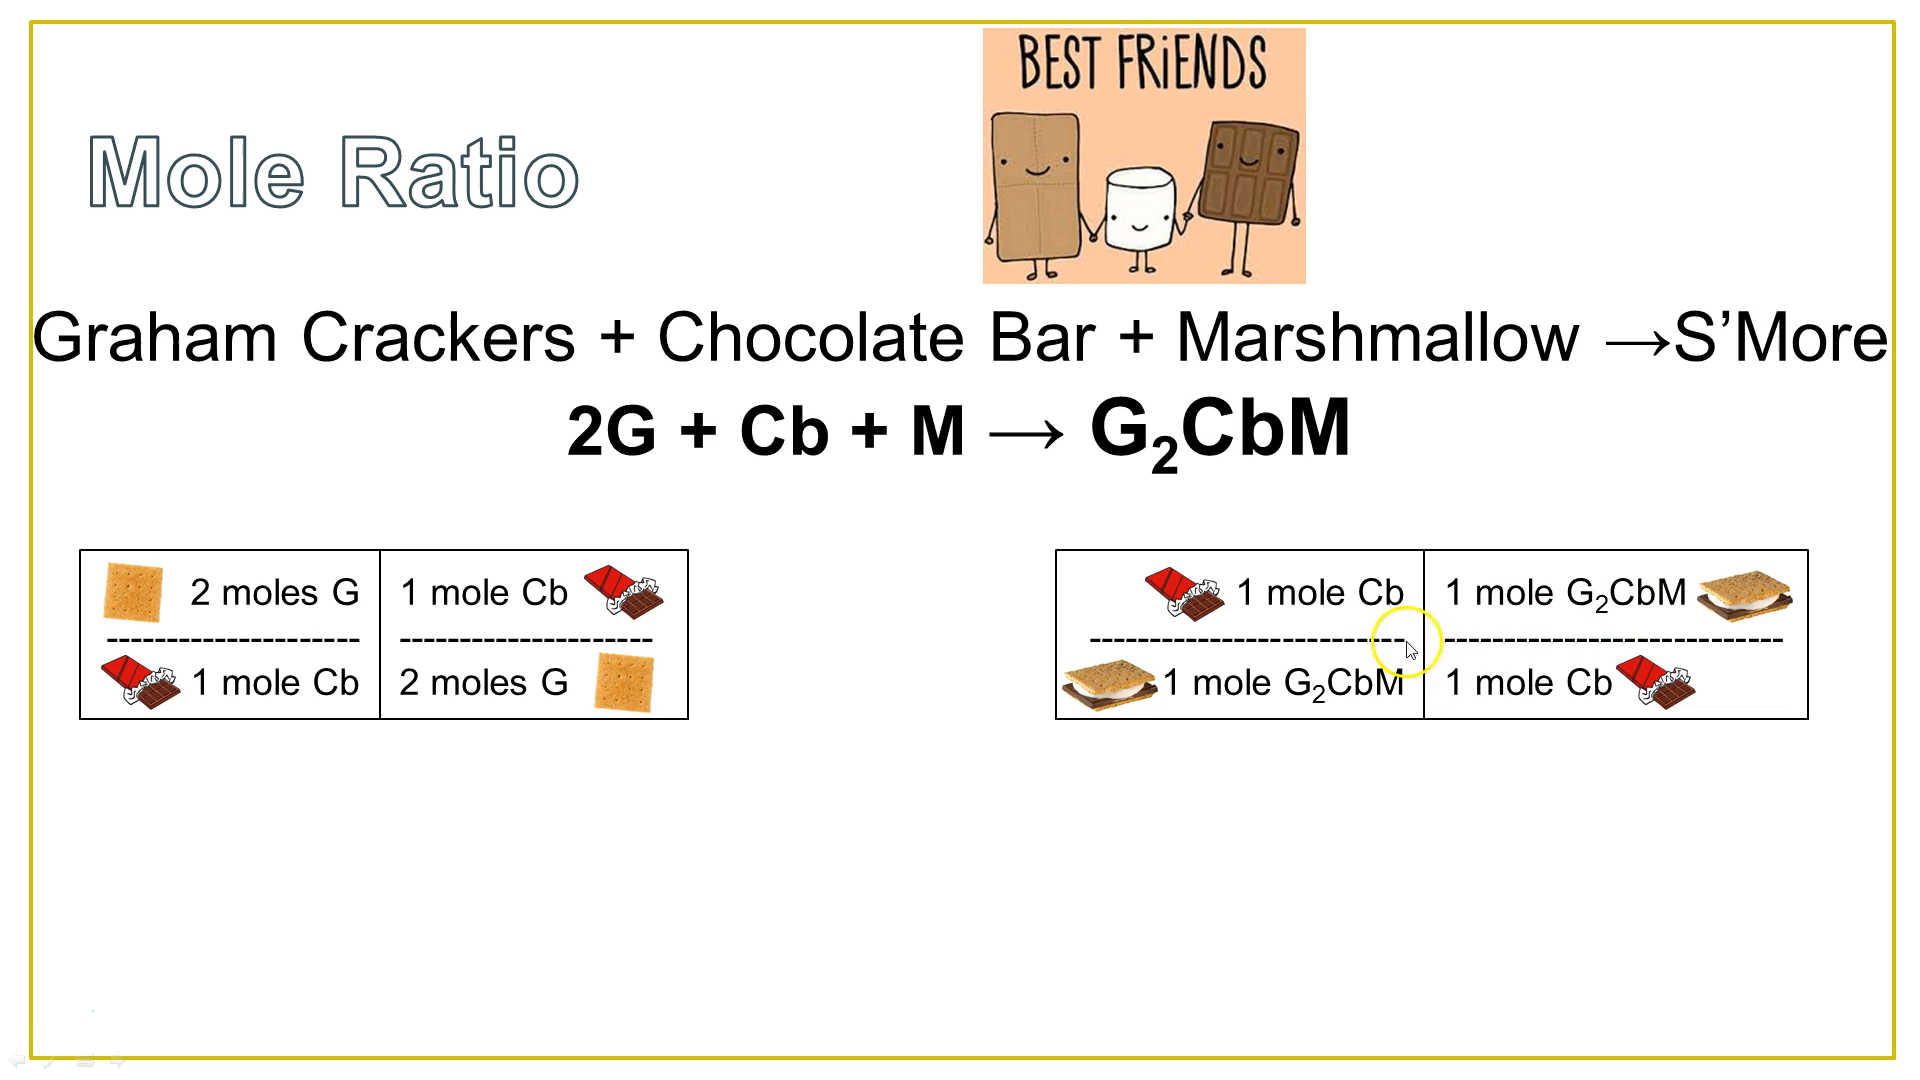 BEST FRiENDS
Mole Ratio
Graham Crackers + Chocolate Bar + Marshmallow →S’More
2G + Cb + M → G₂CbM
2 moles G
1 mole Cb
1 mole Cb
2 moles G
1 mole Cb
1 mole G₂CbM
1 mole G₂CbM
1 mole Cb